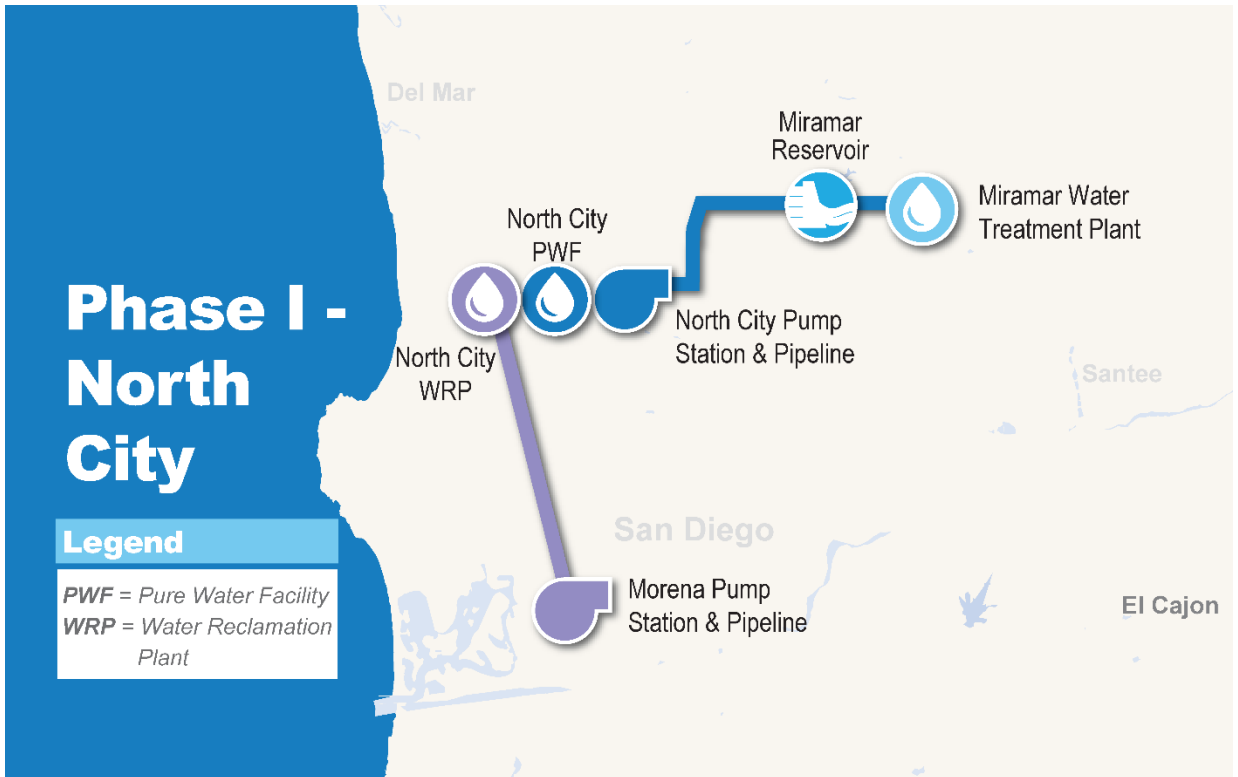 Del Mar
Miramar
Reservoir
Miramar Water
Treatment Plant
North City
PWF
North City Pump
Station & Pipeline
North City
WRP
Phase I -
North
City
Santee
San Diego
Legend
PWF = Pure Water Facility
WRP = Water Reclamation
Plant
Morena Pump
Station & Pipeline
El Cajon